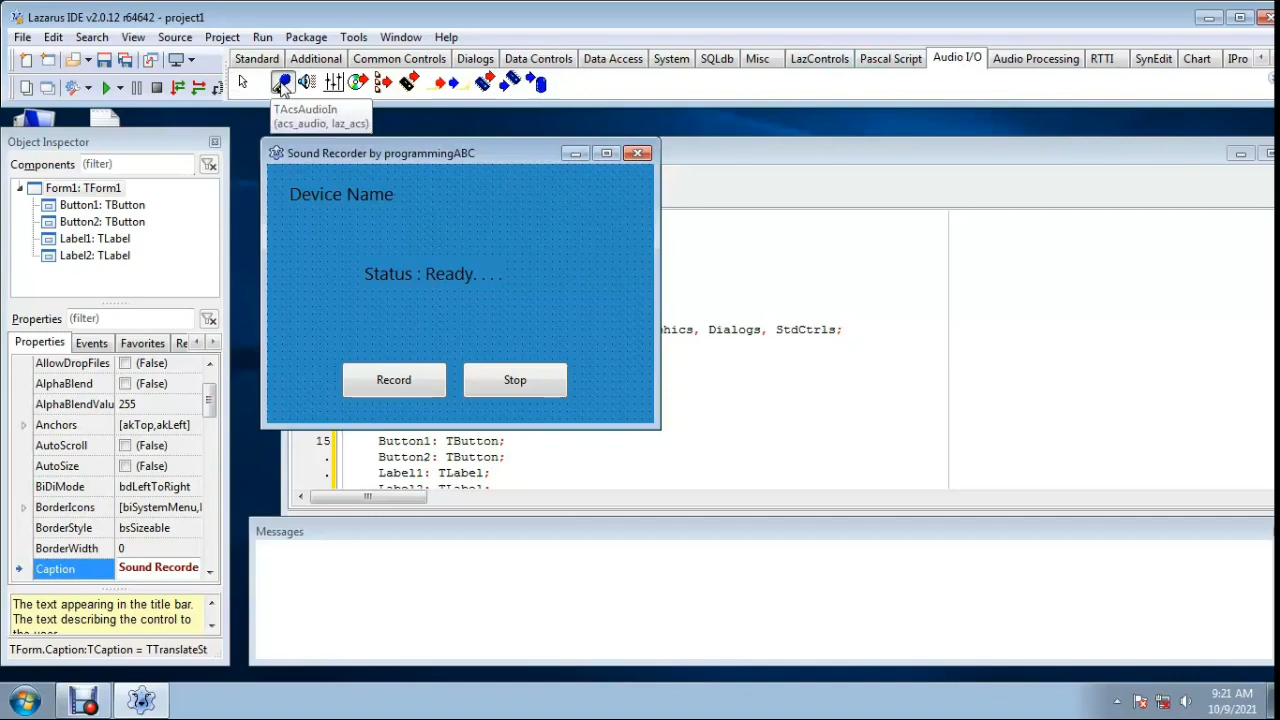 Lazarus IDE v2.0.12 r64642 - project1
File Edit Search View Source Project Run Package Tools Window Help
Standard Additional Common Controls Dialogs Data Controls Data Access System SQLdb Misc LazControls Pascal Script Audio I/O Audio Processing RTTI SynEdit Chart IPro
TAcsAudioIn
(acs_audio, laz_acs)
Object Inspector
Components (filter)
Form1: TForm1
Button1: TButton
Button2: TButton
Label1: TLabel
Label2: TLabel
Properties (filter)
Properties Events Favorites Re
AllowDropFiles (False)
AlphaBlend (False)
AlphaBlendValu 255
Anchors [akTop,akLeft]
AutoScroll (False)
AutoSize (False)
BiDiMode bdLeftToRight
BorderIcons [biSystemMenu,
BorderStyle bsSizeable
BorderWidth 0
Caption Sound Recorde
The text appearing in the title bar.
The text describing the control to
the user
TForm.Caption:TCaption = TTranslateSt
Sound Recorder by programmingABC
Device Name
Status : Ready. . . .
Record Stop
hics, Dialogs, StdCtrls;
15 Button1: TButton;
. Button2: TButton;
. Label1: TLabel;
Label2: TLabel;
Messages
9:21 AM
10/9/2021